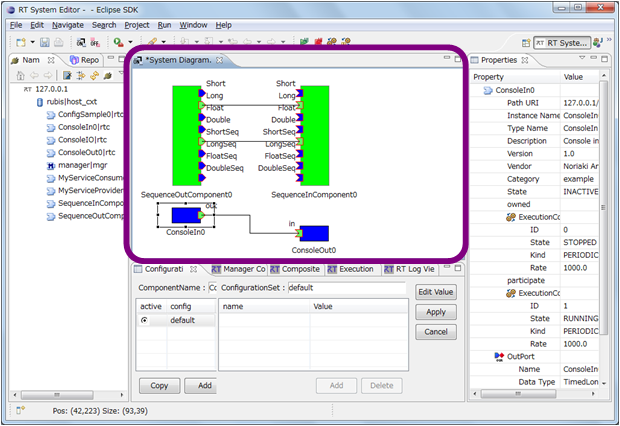 RT System Editor - - Eclipse SDK
File Edit Navigate Search Project Run Window Help
RT Syste...
Nam
Repo
127.0.0.1
rubis|host_cxt
ConfigSample0|rtc
ConsoleIn0|rtc
ConsoleIO|rtc
ConsoleOut0|rtc
manager|mgr
MyServiceConsume
MyServiceProvider
SequenceInCompon
SequenceOutComp
*System Diagram.
Short
Long
Float
Double
ShortSeq
LongSeq
FloatSeq
DoubleSeq
Short
Long
Float
Double
ShortSeq
LongSeq
FloatSeq
DoubleSeq
SequenceOutComponent0
SequenceInComponent0
out
ConsoleIn0
in
ConsoleOut0
Configurati
RT Manager Co
RT Composite
RT Execution
RT RT Log Vie
ComponentName : Cc ConfigurationSet : default
active config
default
name Value
Edit Value
Apply
Cancel
Copy Add
Add Delete
Properties
Property Value
ConsoleIn0
Path URI 127.0.0.1/
Instance Name ConsoleIn
Type Name ConsoleIn
Description Console in
Version 1.0
Vendor Noriaki Ar
Category example
State INACTIVE
owned
ExecutionCo
ID 0
State STOPPED
Kind PERIODIC
Rate 1000.0
participate
ExecutionCo
ID 1
State RUNNING
Kind PERIODIC
Rate 1000.0
OutPort
Name ConsoleIn
Data Type TimedLon
Pos: (42,223) Size: (93,39)